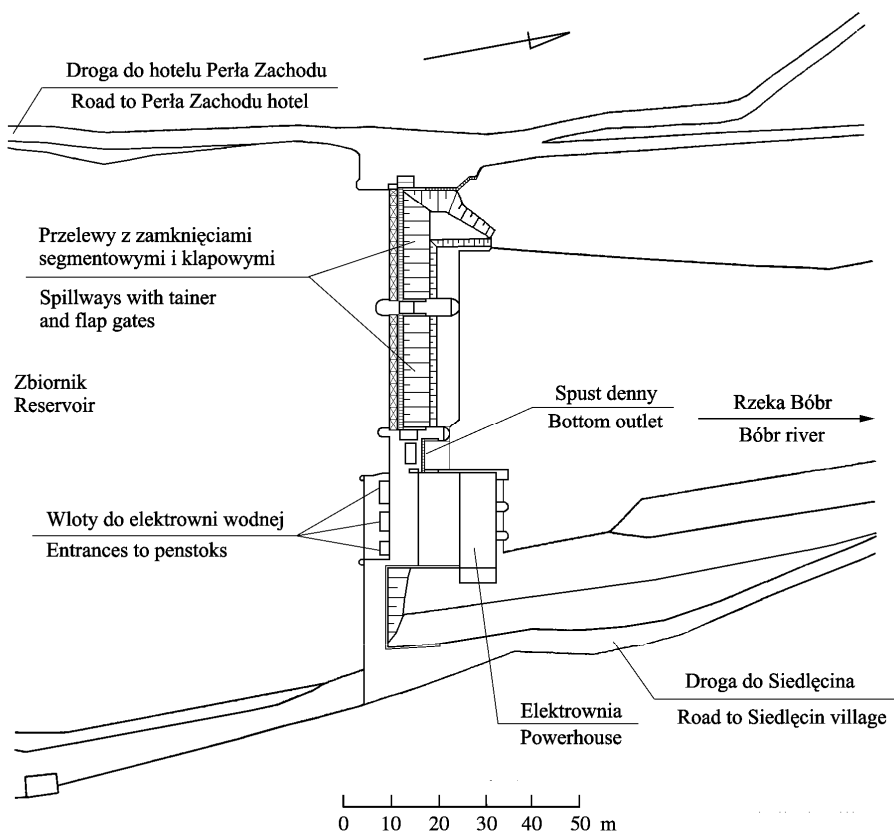 Droga do hotelu Perła Zachodu
Road to Perła Zachodu hotel
Przelewy z zamknięciami
segmentowymi i klapowymi
Spillways with tainer
and flap gates
Zbiornik
Reservoir
Spust denny
Bottom outlet
Rzeka Bóbr
Bóbr river
Wloty do elektrowni wodnej
Entrances to penstoks
Droga do Siedlęcina
Road to Siedlęcin village
Elektrownia
Powerhouse
0 10 20 30 40 50 m